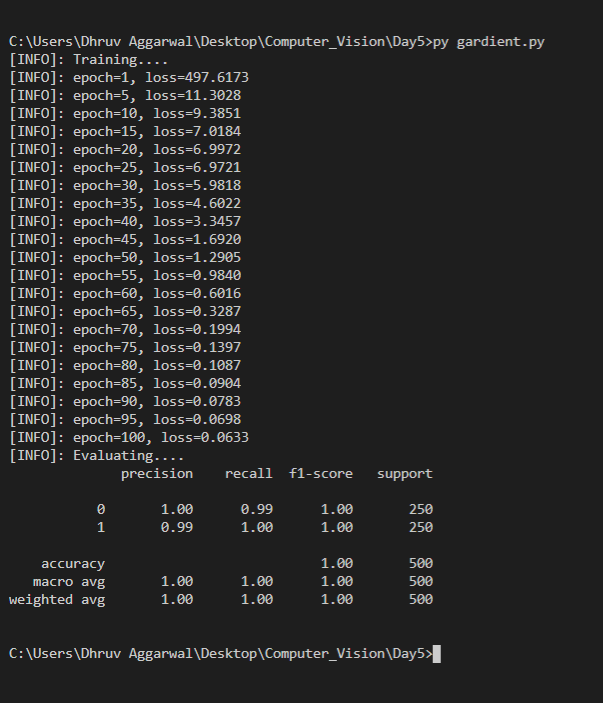 C:\Users\Dhruv Aggarwal\Desktop\Computer_Vision\Day5>py gardient.py
[INFO]: Training....
[INFO]: epoch=1, loss=497.6173
[INFO]: epoch=5, loss=11.3028
[INFO]: epoch=10, loss=9.3851
[INFO]: epoch=15, loss=7.0184
[INFO]: epoch=20, loss=6.9972
[INFO]: epoch=25, loss=6.9721
[INFO]: epoch=30, loss=5.9818
[INFO]: epoch=35, loss=4.6022
[INFO]: epoch=40, loss=3.3457
[INFO]: epoch=45, loss=1.6920
[INFO]: epoch=50, loss=1.2905
[INFO]: epoch=55, loss=0.9840
[INFO]: epoch=60, loss=0.6016
[INFO]: epoch=65, loss=0.3287
[INFO]: epoch=70, loss=0.1994
[INFO]: epoch=75, loss=0.1397
[INFO]: epoch=80, loss=0.1087
[INFO]: epoch=85, loss=0.0904
[INFO]: epoch=90, loss=0.0783
[INFO]: epoch=95, loss=0.0698
[INFO]: epoch=100, loss=0.0633
[INFO]: Evaluating....
precision recall f1-score support
0 1.00 0.99 1.00 250
1 0.99 1.00 1.00 250
accuracy 1.00 500
macro avg 1.00 1.00 1.00 500
weighted avg 1.00 1.00 1.00 500
C:\Users\Dhruv Aggarwal\Desktop\Computer_Vision\Day5>